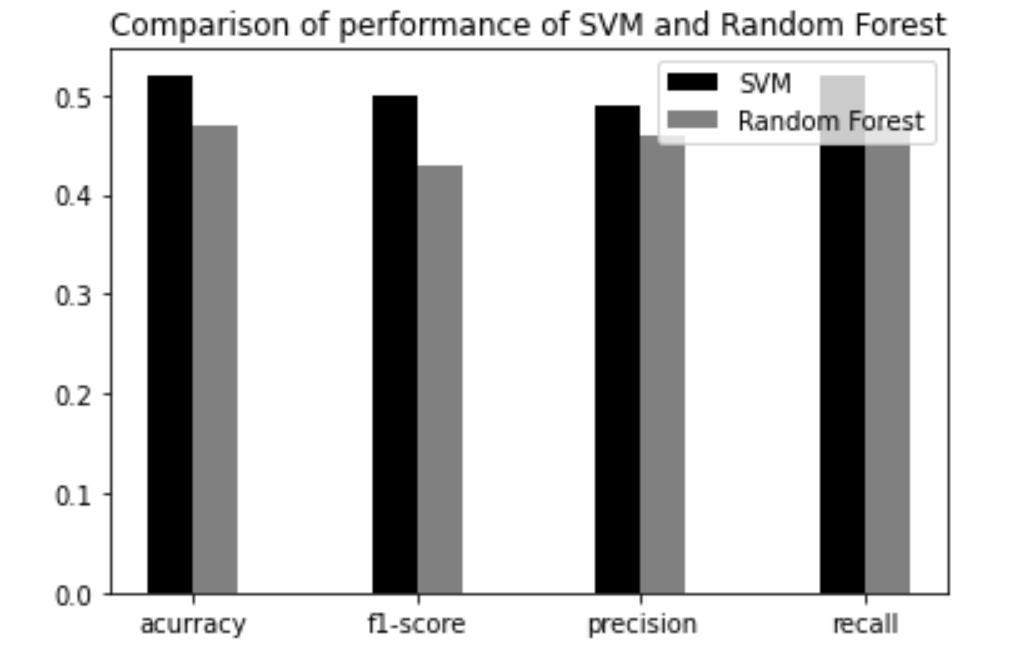 Comparison of performance of SVM and Random Forest
SVM
Random Forest
0.5
0.4
0.3
0.2
0.1
0.0
acurracy f1-score precision recall